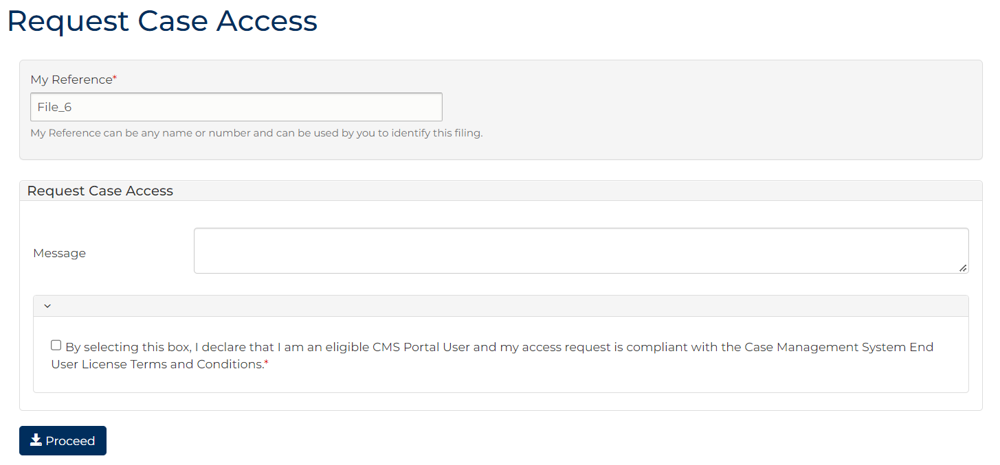 Request Case Access
My Reference*
File_6
My Reference can be any name or number and can be used by you to identify this filing.
Request Case Access
Message
By selecting this box, I declare that I am an eligible CMS Portal User and my access request is compliant with the Case Management System End
User License Terms and Conditions.*
Proceed